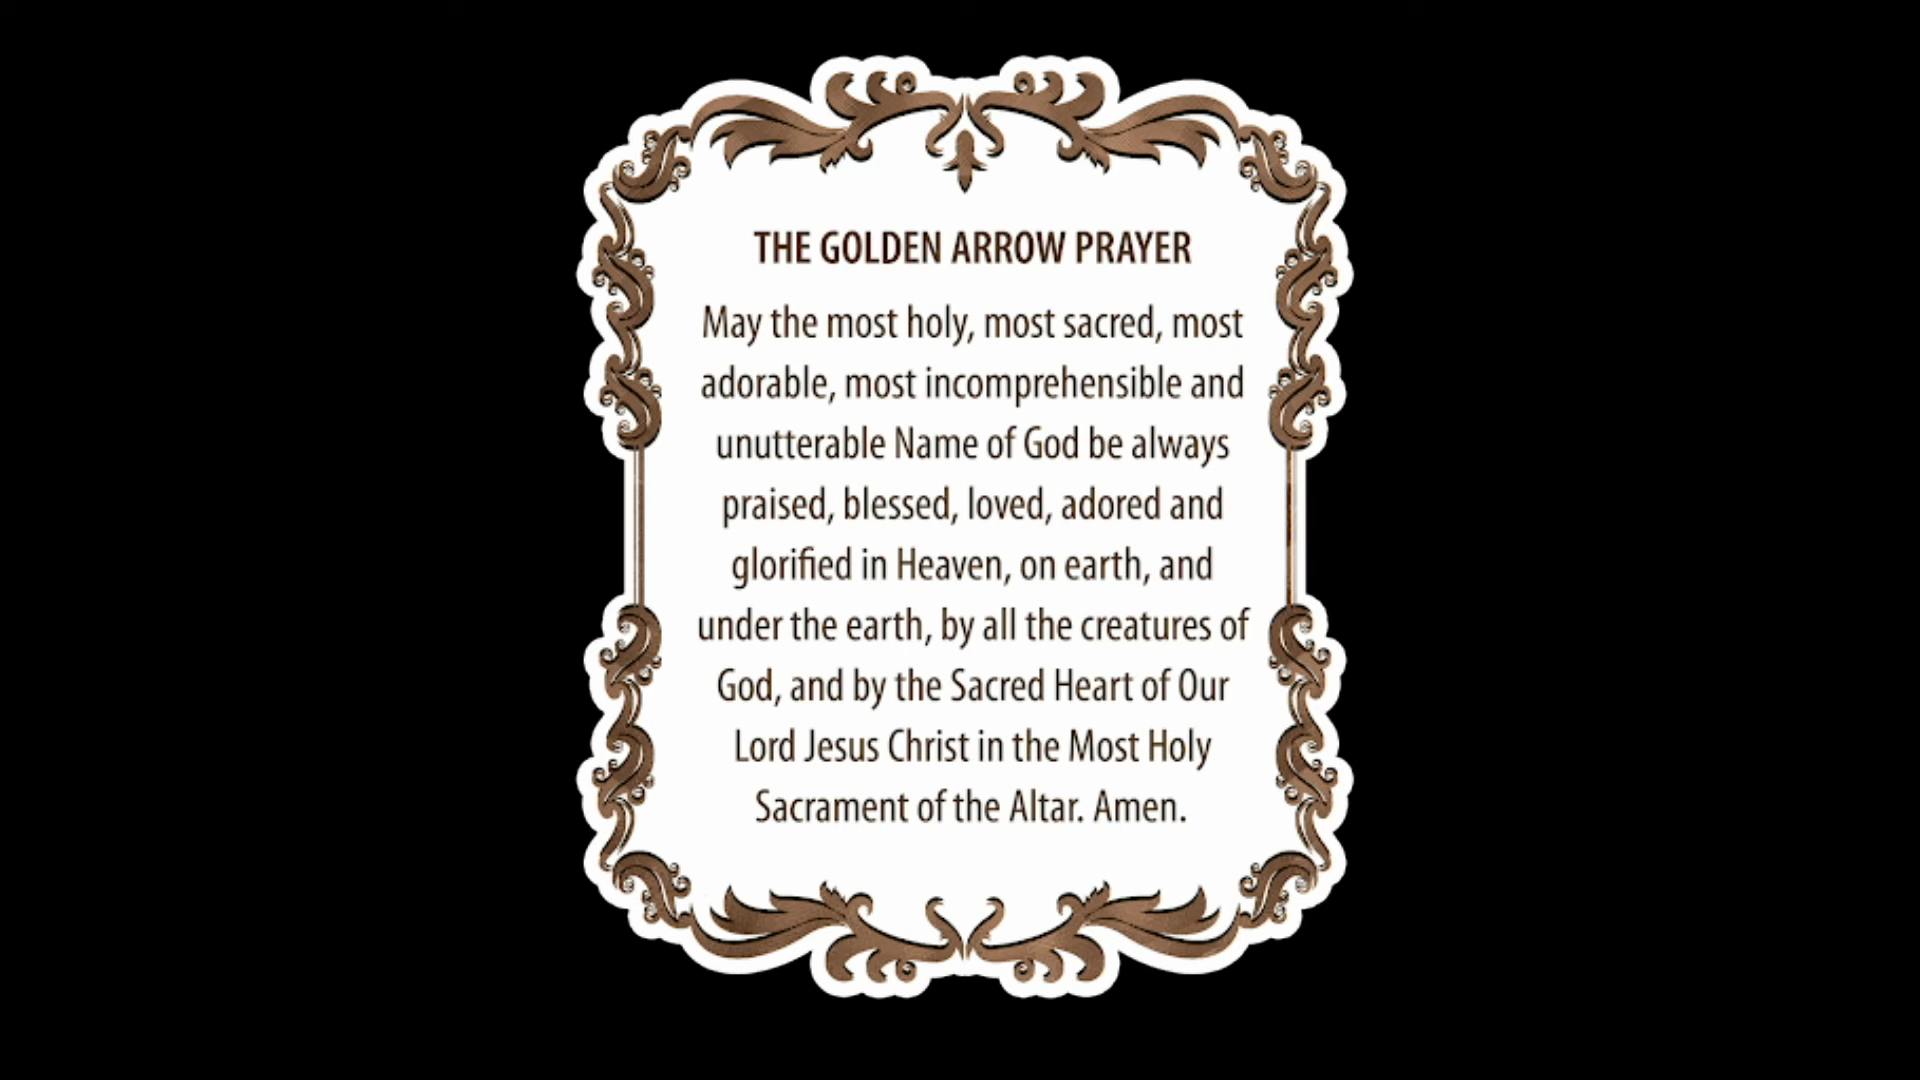 THE GOLDEN ARROW PRAYER
May the most holy, most sacred, most
adorable, most incomprehensible and
unutterable Name of God be always
praised, blessed, loved, adored and
glorified in Heaven, on earth, and
under the earth, by all the creatures of
God, and by the Sacred Heart of Our
Lord Jesus Christ in the Most Holy
Sacrament of the Altar. Amen.